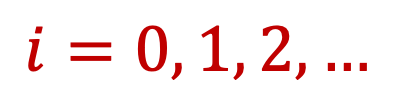 𝑖 = 0, 1, 2, …